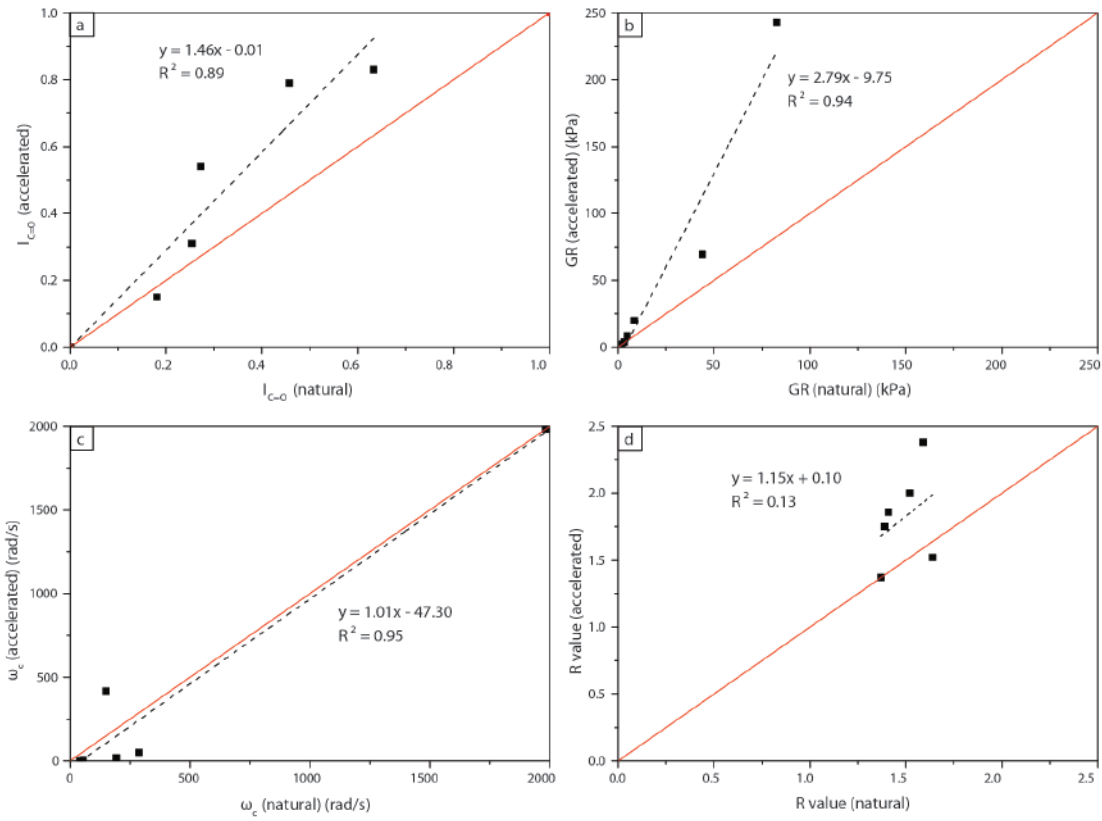 a
y = 1.46x - 0.01
R² = 0.89
1.0
0.8
0.6
0.4
0.2
0.0
0.2
0.4
0.6
0.8
1.0
I_C=O (accelerated)
I_C=O (natural)
b
y = 2.79x - 9.75
R² = 0.94
250
200
150
100
50
0
0
50
100
150
200
250
GR (accelerated) (kPa)
GR (natural) (kPa)
c
y = 1.01x - 47.30
R² = 0.95
2000
1500
1000
500
0
0
500
1000
1500
2000
ω_c (accelerated) (rad/s)
ω_c (natural) (rad/s)
d
y = 1.15x + 0.10
R² = 0.13
2.5
2.0
1.5
1.0
0.5
0.0
0.0
0.5
1.0
1.5
2.0
2.5
R value (accelerated)
R value (natural)